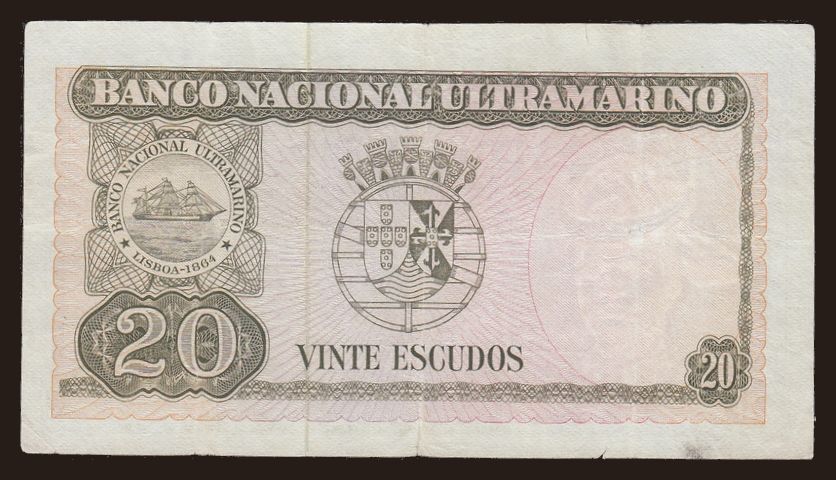 BANCO NACIONAL ULTRAMARINO
BANCO NACIONAL ULTRAMARINO
LISBOA-1864
20
VINTE ESCUDOS
20